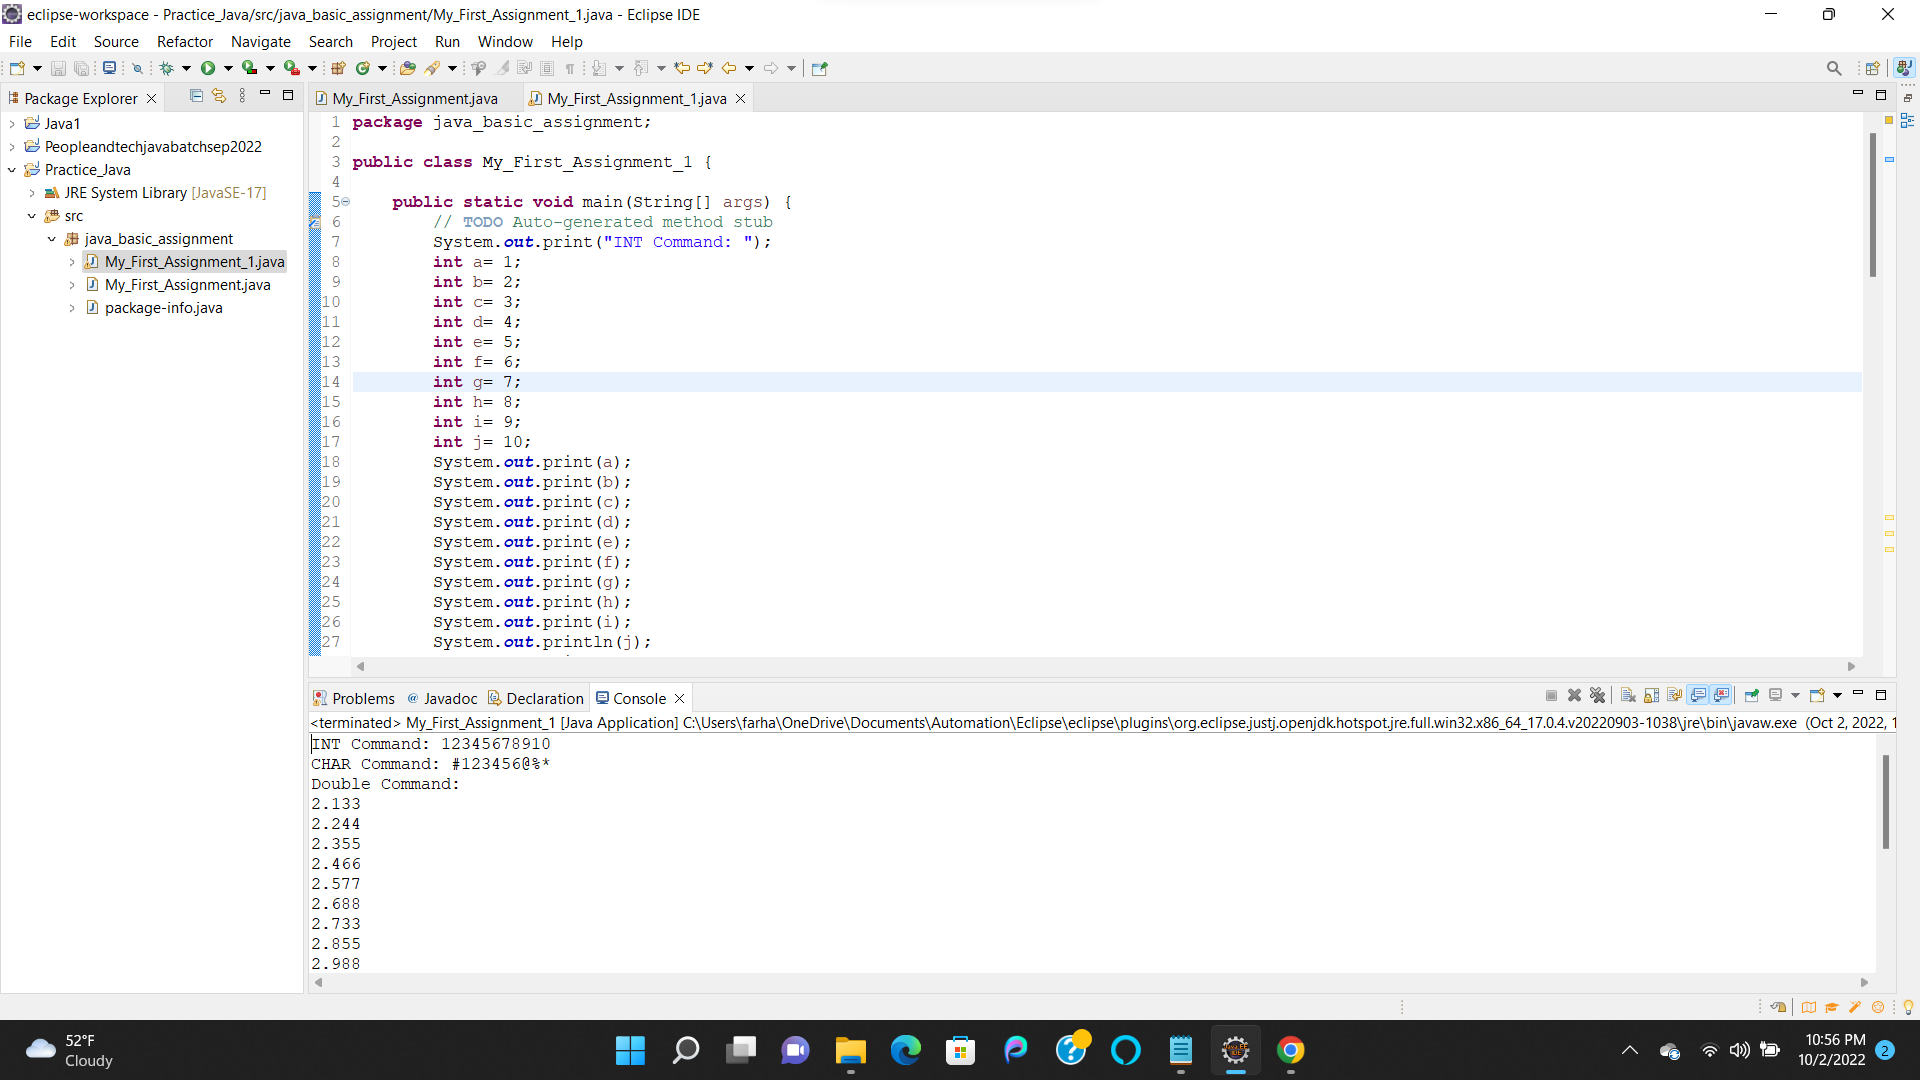 eclipse-workspace - Practice_Java/src/java_basic_assignment/My_First_Assignment_1.java - Eclipse IDE
File Edit Source Refactor Navigate Search Project Run Window Help
Package Explorer
My_First_Assignment.java
My_First_Assignment_1.java
Java1
Peopleandtechjavabatchsep2022
Practice_Java
JRE System Library [JavaSE-17]
src
java_basic_assignment
My_First_Assignment_1.java
My_First_Assignment.java
package-info.java
1 package java_basic_assignment;
2
3 public class My_First_Assignment_1 {
4
5 public static void main(String[] args) {
6 // TODO Auto-generated method stub
7 System.out.print("INT Command: ");
8 int a= 1;
9 int b= 2;
10 int c= 3;
11 int d= 4;
12 int e= 5;
13 int f= 6;
14 int g= 7;
15 int h= 8;
16 int i= 9;
17 int j= 10;
18 System.out.print(a);
19 System.out.print(b);
20 System.out.print(c);
21 System.out.print(d);
22 System.out.print(e);
23 System.out.print(f);
24 System.out.print(g);
25 System.out.print(h);
26 System.out.print(i);
27 System.out.println(j);
Problems @ Javadoc Declaration Console
<terminated> My_First_Assignment_1 [Java Application] C:\Users\farha\OneDrive\Documents\Automation\Eclipse\eclipse\plugins\org.eclipse.justj.openjdk.hotspot.jre.full.win32.x86_64_17.0.4.v20220903-1038\jre\bin\javaw.exe (Oct 2, 2022, 1
INT Command: 12345678910
CHAR Command: #123456@%*
Double Command:
2.133
2.244
2.355
2.466
2.577
2.688
2.733
2.855
2.988
52°F
Cloudy
10:56 PM
10/2/2022
2